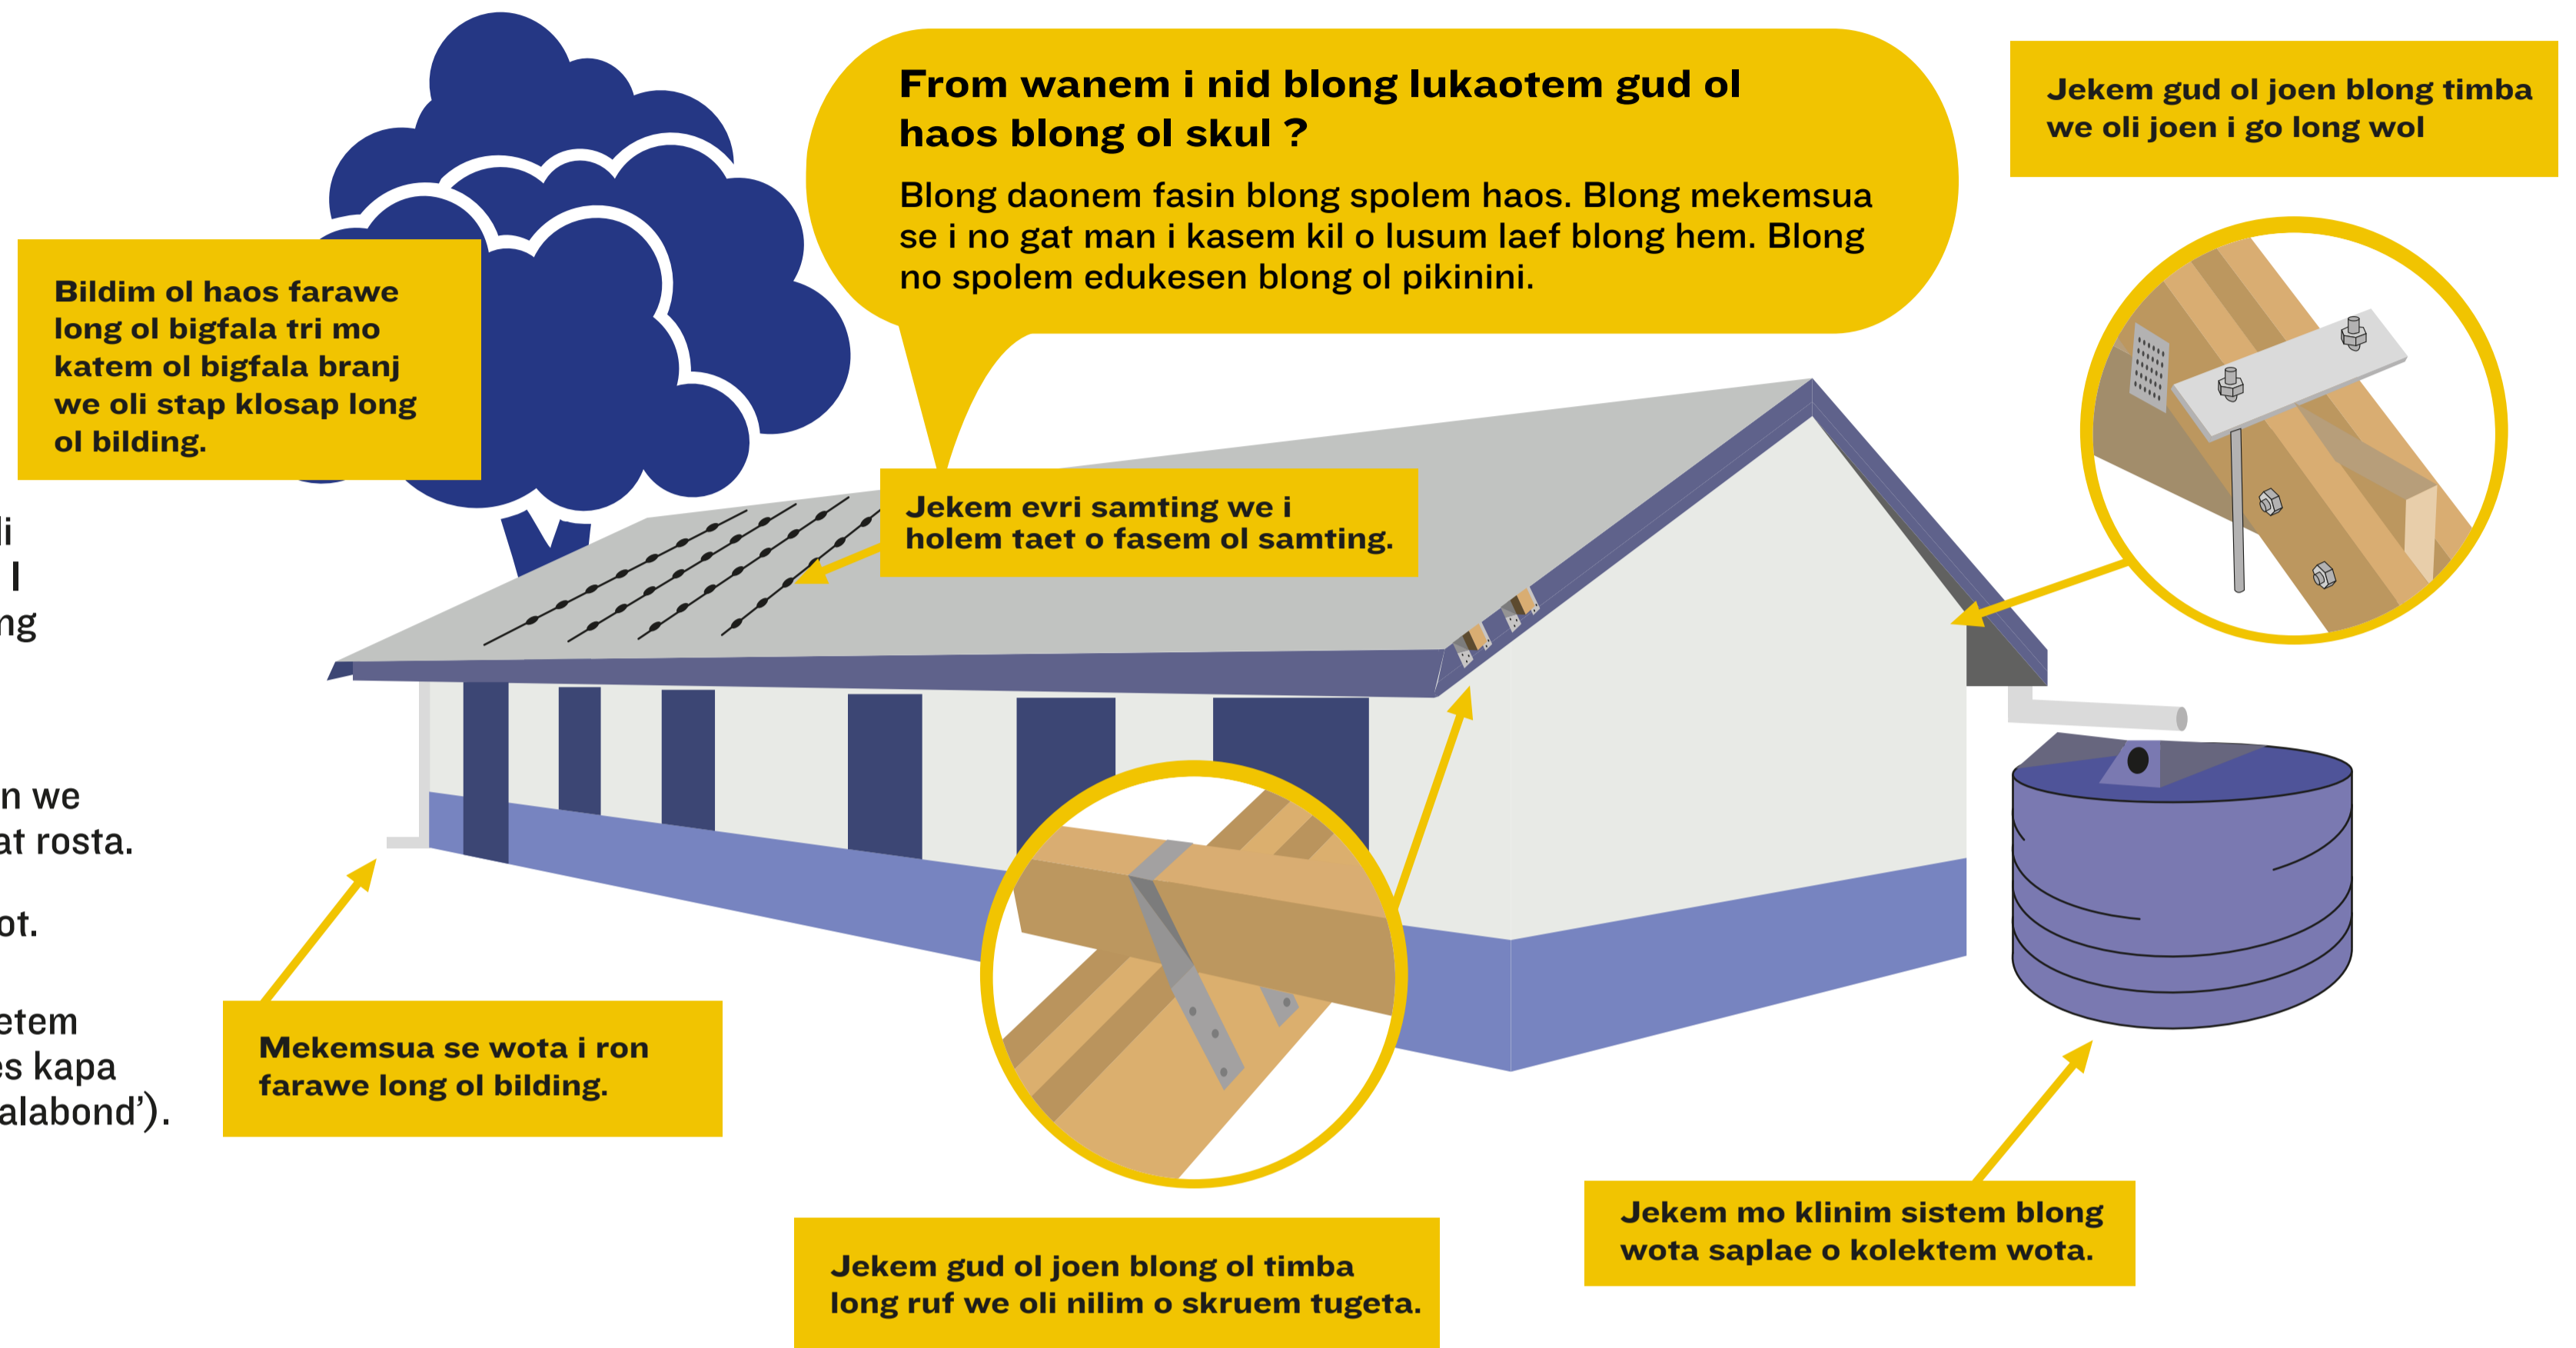 From wanem i nid blong lukaotem gud ol
haos blong ol skul ?
Blong daonem fasin blong spolem haos. Blong mekemsua
se i no gat man i kasem kil o lusum laef blong hem. Blong
no spolem edukesen blong ol pikinini.
Jekem gud ol joen blong timba
we oli joen i go long wol
Bildim ol haos farawe
long ol bigfala tri mo
katem ol bigfala branj
we oli stap klosap long
ol bilding.
Jekem evri samting we i
holem taet o fasem ol samting.
I
we
rosta.
kapa
Mekemsua se wota i ron
farawe long ol bilding.
Jekem gud ol joen blong ol timba
long ruf we oli nilim o skruem tugeta.
Jekem mo klinim sistem blong
wota saplae o kolektem wota.